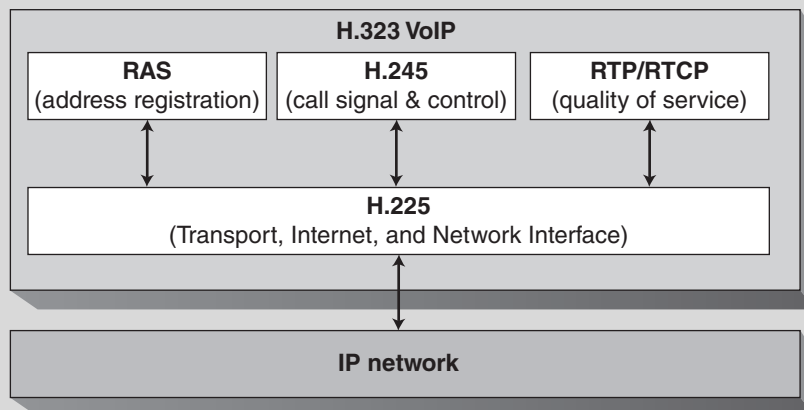 H.323 VoIP
RAS
(address registration)
H.245
(call signal & control)
RTP/RTCP
(quality of service)
H.225
(Transport, Internet, and Network Interface)
IP network